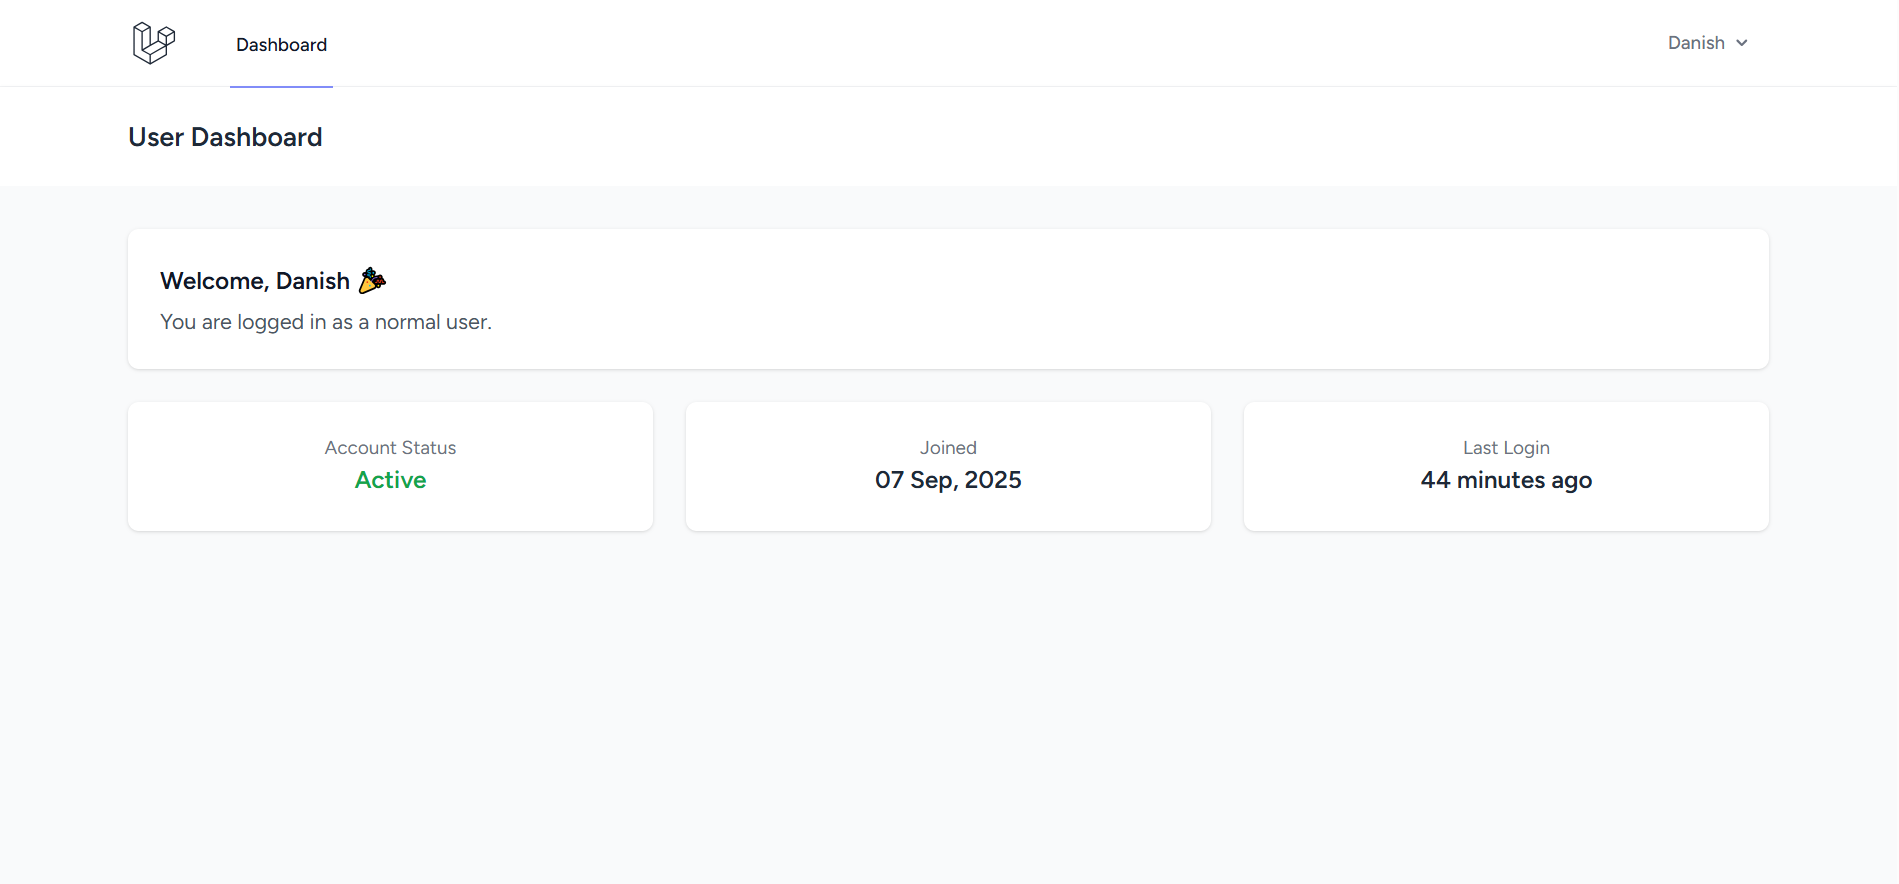 Dashboard
Danish
User Dashboard
Welcome, Danish 🎉
You are logged in as a normal user.
Account Status
Active
Joined
07 Sep, 2025
Last Login
44 minutes ago